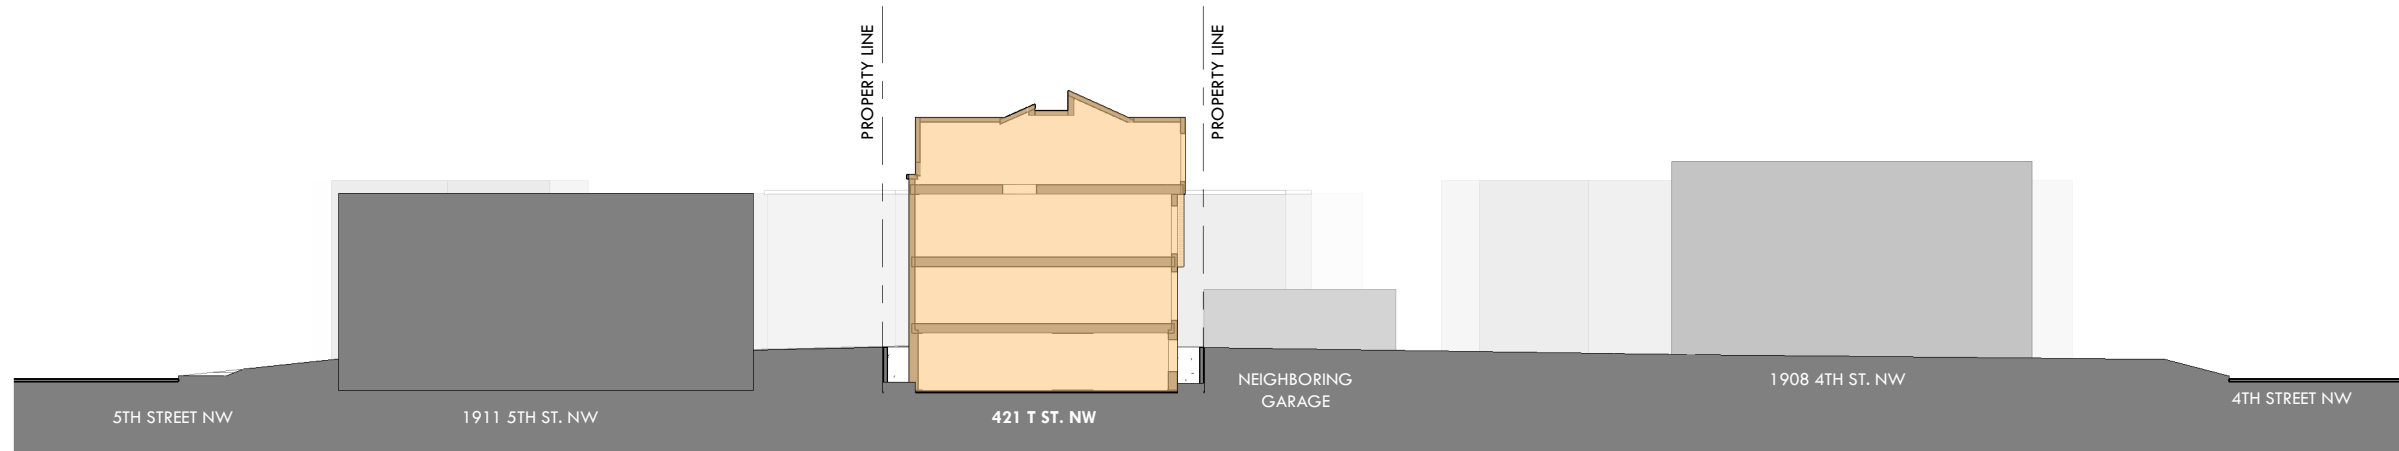 PROPERTY LINE
PROPERTY LINE
5TH STREET NW
1911 5TH ST. NW
421 T ST. NW
NEIGHBORING
GARAGE
1908 4TH ST. NW
4TH STREET NW